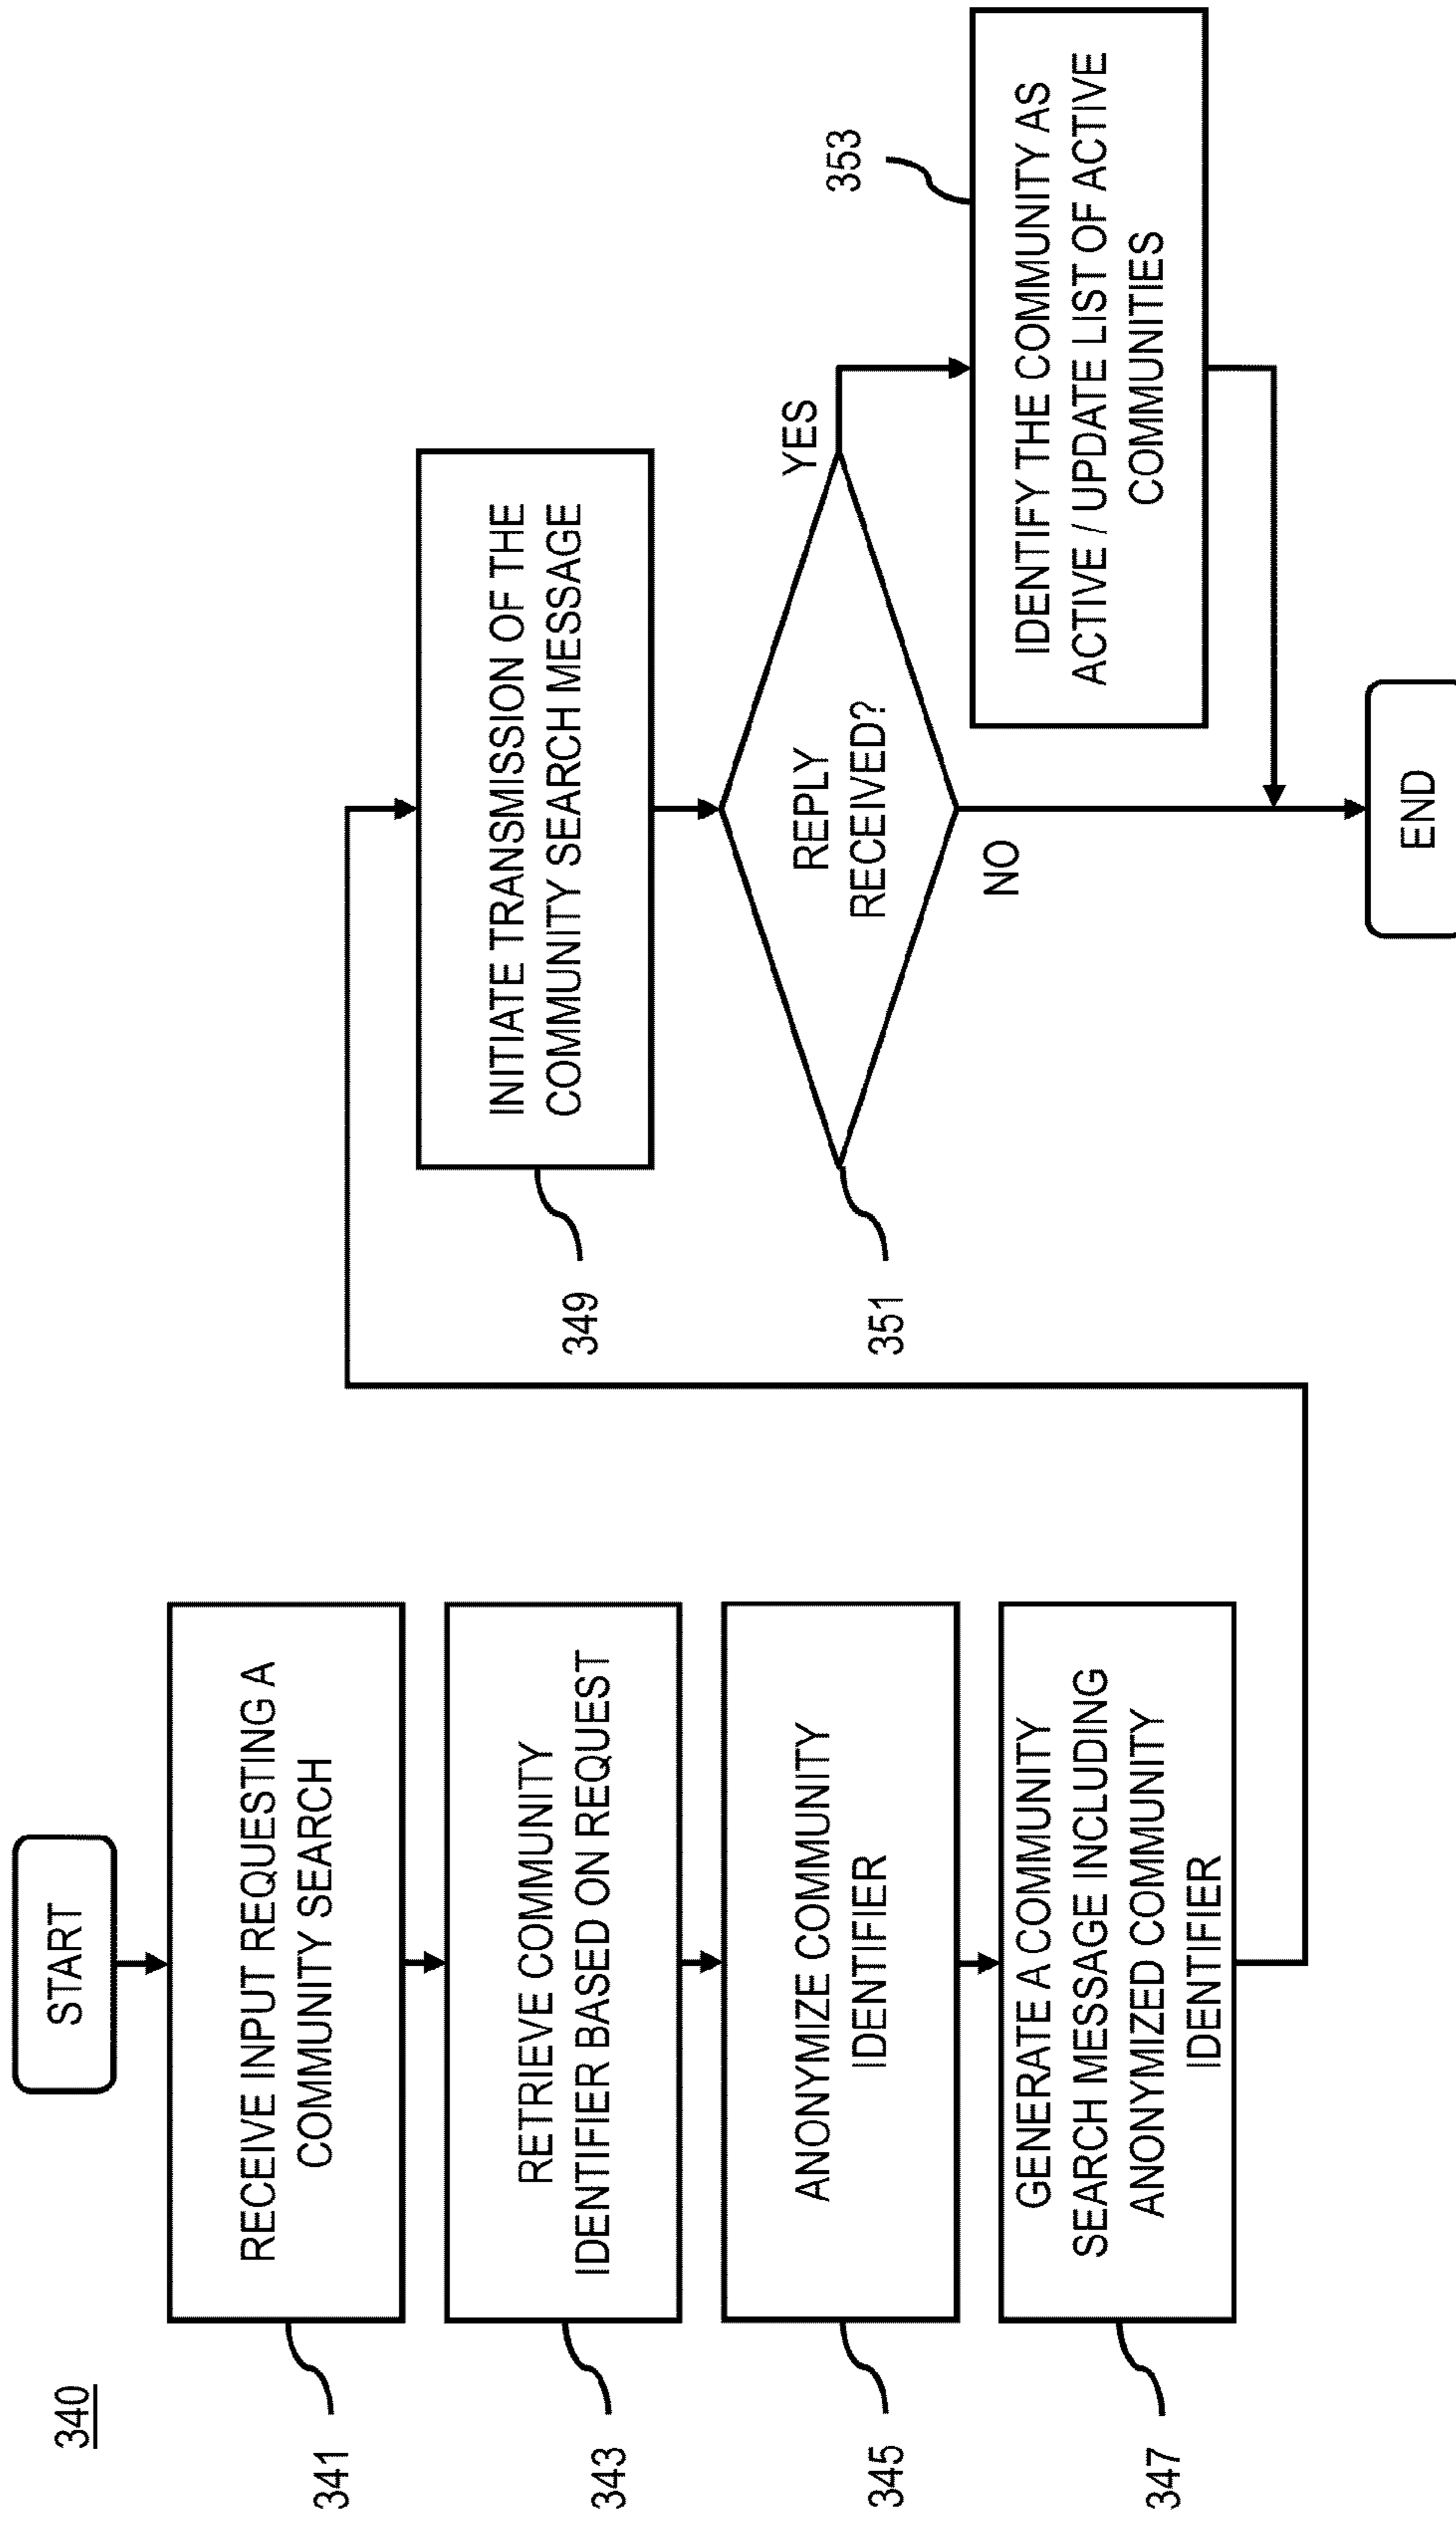 340
START
341
RECEIVE INPUT REQUESTING A
COMMUNITY SEARCH
343
RETRIEVE COMMUNITY
IDENTIFIER BASED ON REQUEST
345
ANONYMIZE COMMUNITY
IDENTIFIER
347
GENERATE A COMMUNITY
SEARCH MESSAGE INCLUDING
ANONYMIZED COMMUNITY
IDENTIFIER
349
INITIATE TRANSMISSION OF THE
COMMUNITY SEARCH MESSAGE
351
REPLY
RECEIVED?
YES
NO
353
IDENTIFY THE COMMUNITY AS
ACTIVE / UPDATE LIST OF ACTIVE
COMMUNITIES
END